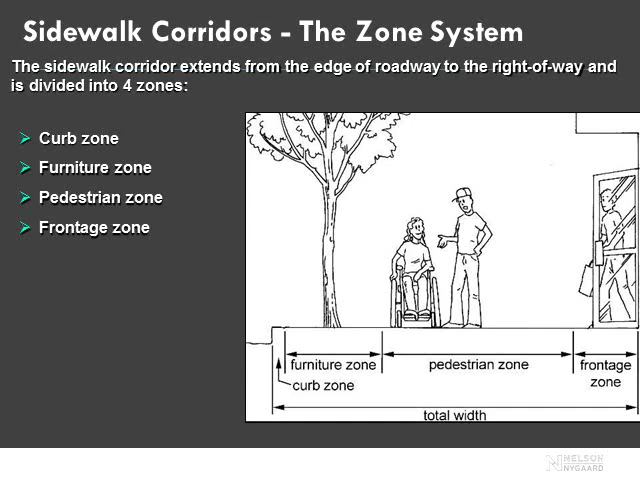 Sidewalk Corridors - The Zone System
The sidewalk corridor extends from the edge of roadway to the right-of-way and
is divided into 4 zones:
Curb zone
Furniture zone
Pedestrian zone
Frontage zone
furniture zone
pedestrian zone
frontage
zone
curb zone
total width
NELSON
NYGAARD